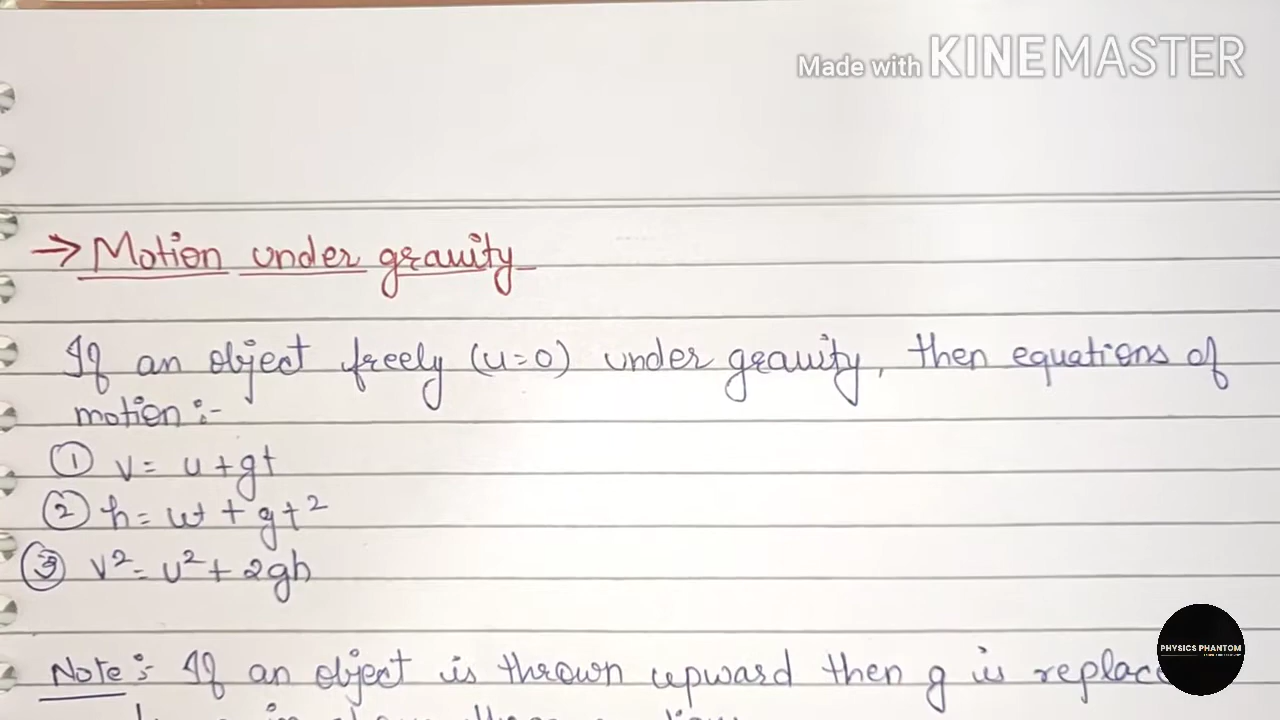 Made with KINEMASTER
→ Motion under gravity
If an object freely (u=0) under gravity, then equations of
motion :-
① v = u + gt
② h = ut + gt²
③ v² = u² + 2gh
PHYSICS PHANTOM
Note :- If an object is thrown upward then g is replac